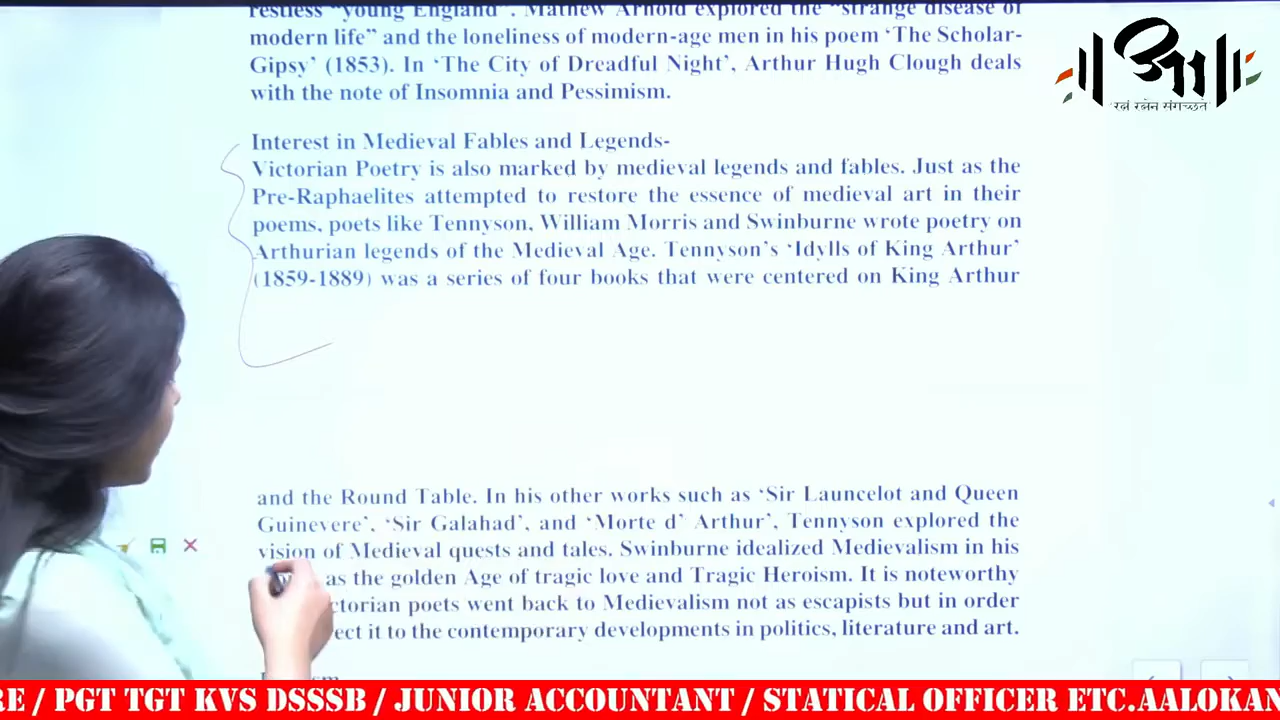 restless “young England”. Mathew Arnold explored the “strange disease of
modern life” and the loneliness of modern-age men in his poem ‘The Scholar-
Gipsy’ (1853). In ‘The City of Dreadful Night’, Arthur Hugh Clough deals
with the note of Insomnia and Pessimism.
Interest in Medieval Fables and Legends-
Victorian Poetry is also marked by medieval legends and fables. Just as the
Pre-Raphaelites attempted to restore the essence of medieval art in their
poems, poets like Tennyson, William Morris and Swinburne wrote poetry on
Arthurian legends of the Medieval Age. Tennyson’s ‘Idylls of King Arthur’
(1859-1889) was a series of four books that were centered on King Arthur
and the Round Table. In his other works such as ‘Sir Launcelot and Queen
Guinevere’, ‘Sir Galahad’, and ‘Morte d’ Arthur’, Tennyson explored the
vision of Medieval quests and tales. Swinburne idealized Medievalism in his
as the golden Age of tragic love and Tragic Heroism. It is noteworthy
ctorian poets went back to Medievalism not as escapists but in order
ect it to the contemporary developments in politics, literature and art.
रत्नं रत्नेन संगच्छते
RE / PGT TGT KVS DSSSB / JUNIOR ACCOUNTANT / STATICAL OFFICER ETC.AALOKAN